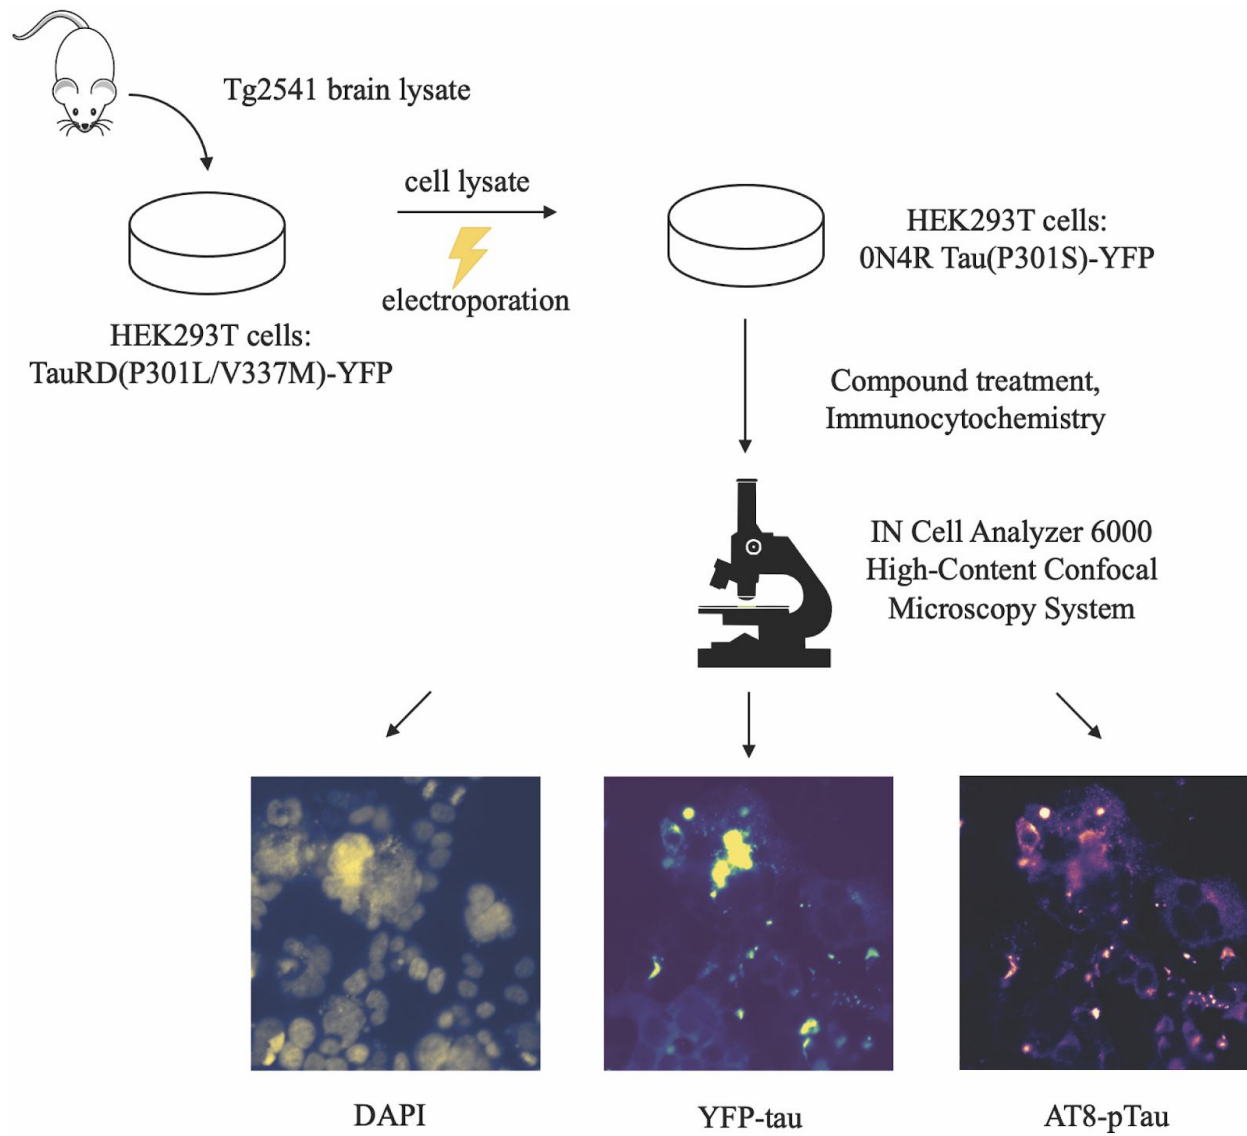 Tg2541 brain lysate
cell lysate
electroporation
HEK293T cells:
TauRD(P301L/V337M)-YFP
HEK293T cells:
0N4R Tau(P301S)-YFP
Compound treatment,
Immunocytochemistry
IN Cell Analyzer 6000
High-Content Confocal
Microscopy System
DAPI
YFP-tau
AT8-pTau